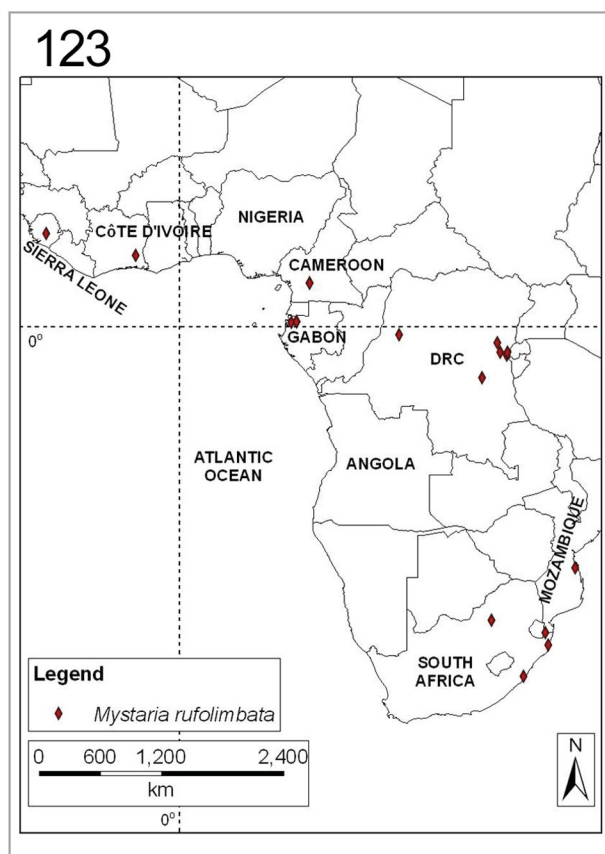 123
NIGERIA
CôTE D'IVOIRE
SIERRA LEONE
CAMEROON
GABON
0°
DRC
ATLANTIC
OCEAN
ANGOLA
MOZAMBIQUE
SOUTH
AFRICA
Legend
Mystaria rufolimbata
0 600 1,200 2,400
km
N
0°